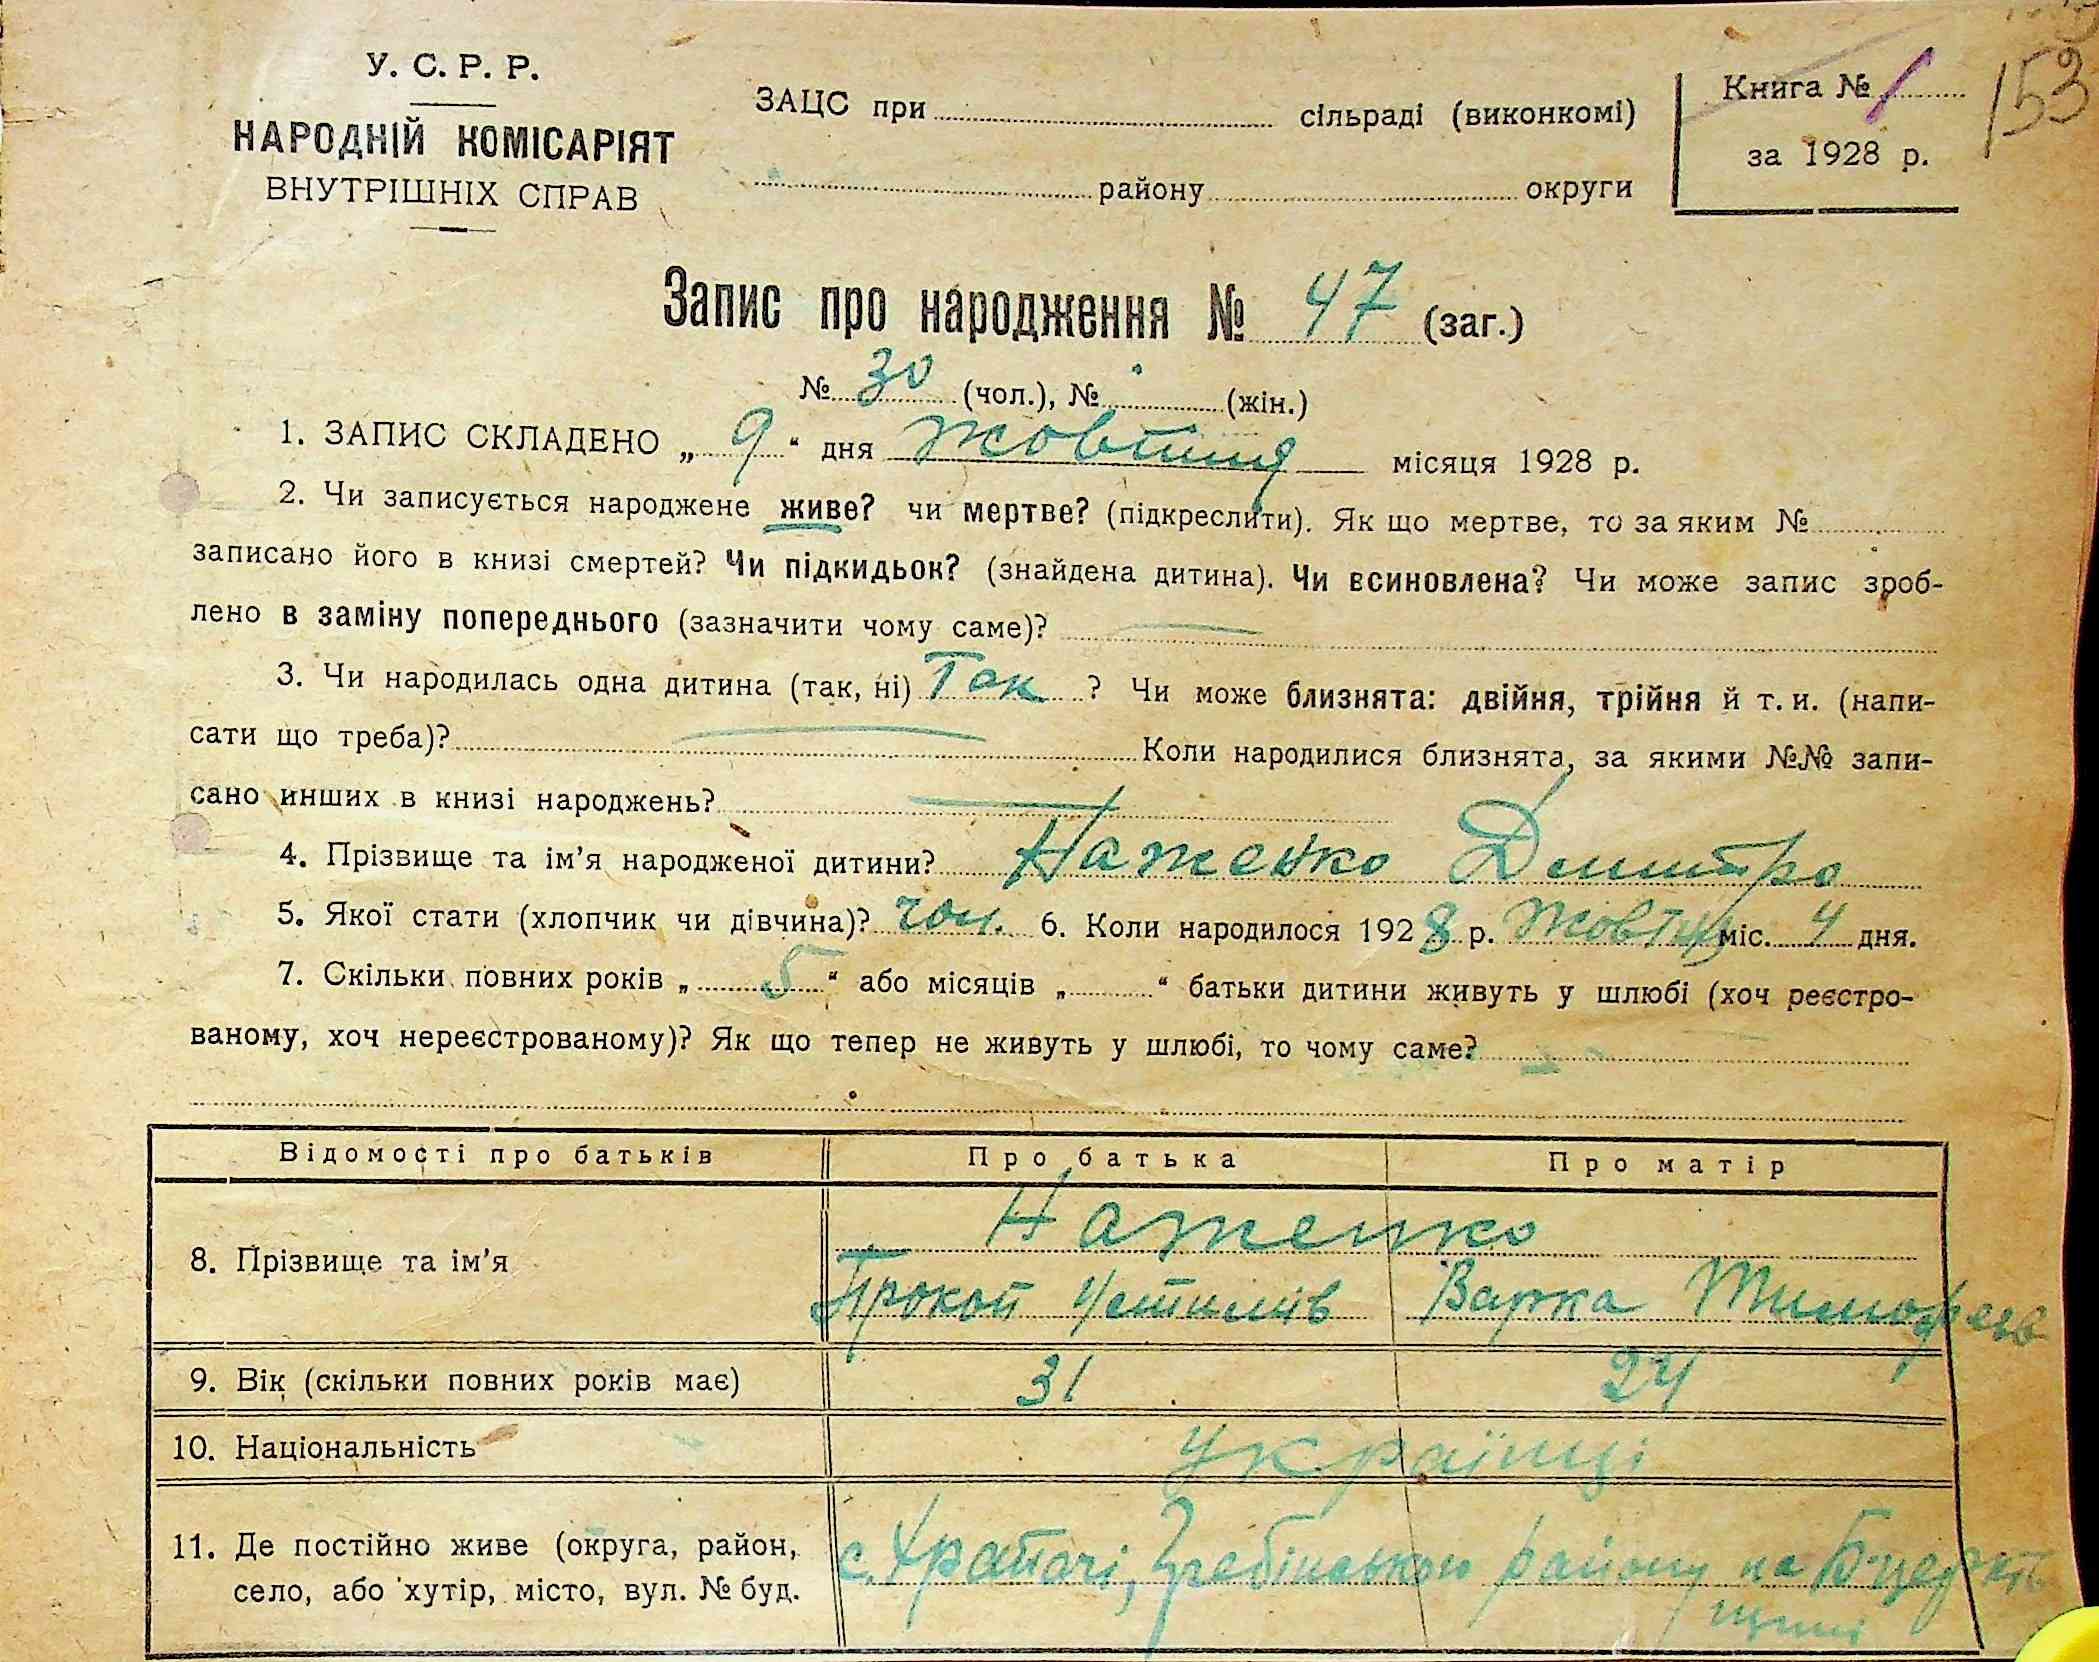 153
У. С. Р. Р.
НАРОДНІЙ КОМІСАРІЯТ
ВНУТРІШНІХ СПРАВ
ЗАЦС при сільраді (виконкомі)
району округи
Книга № 1
за 1928 р.
Запис про народження № 47 (заг.)
№ 30 (чол.), № (жін.)
1. ЗАПИС СКЛАДЕНО „ 9 “ дня жовтня місяця 1928 р.
2. Чи записується народжене живе? чи мертве? (підкреслити). Як що мертве, то за яким №
записано його в книзі смертей? Чи підкидьок? (знайдена дитина). Чи всиновлена? Чи може запис зроб-
лено в заміну попереднього (зазначити чому саме)?
3. Чи народилась одна дитина (так, ні) Так ? Чи може близнята: двійня, трійня й т. и. (напи-
сати що треба)? Коли народилися близнята, за якими №№ запи-
сано инших в книзі народжень?
4. Прізвище та ім’я народженої дитини? Наженко Дмитро
5. Якої стати (хлопчик чи дівчина)? чол. 6. Коли народилося 1928 р. Жовтня міс. 4 дня.
7. Скільки повних років „ 5 “ або місяців „ “ батьки дитини живуть у шлюбі (хоч реєстро-
ваному, хоч нереєстрованому)? Як що тепер не живуть у шлюбі, то чому саме?
Відомості про батьків Про батька Про матір
Наженко
8. Прізвище та ім’я Прокоп Устимів Варка Тимофеєв
9. Вік (скільки повних років має) 31 24
10. Національність Українці
11. Де постійно живе (округа, район, с. Храпачі, району на
село, або хутір, місто, вул. № буд. щині